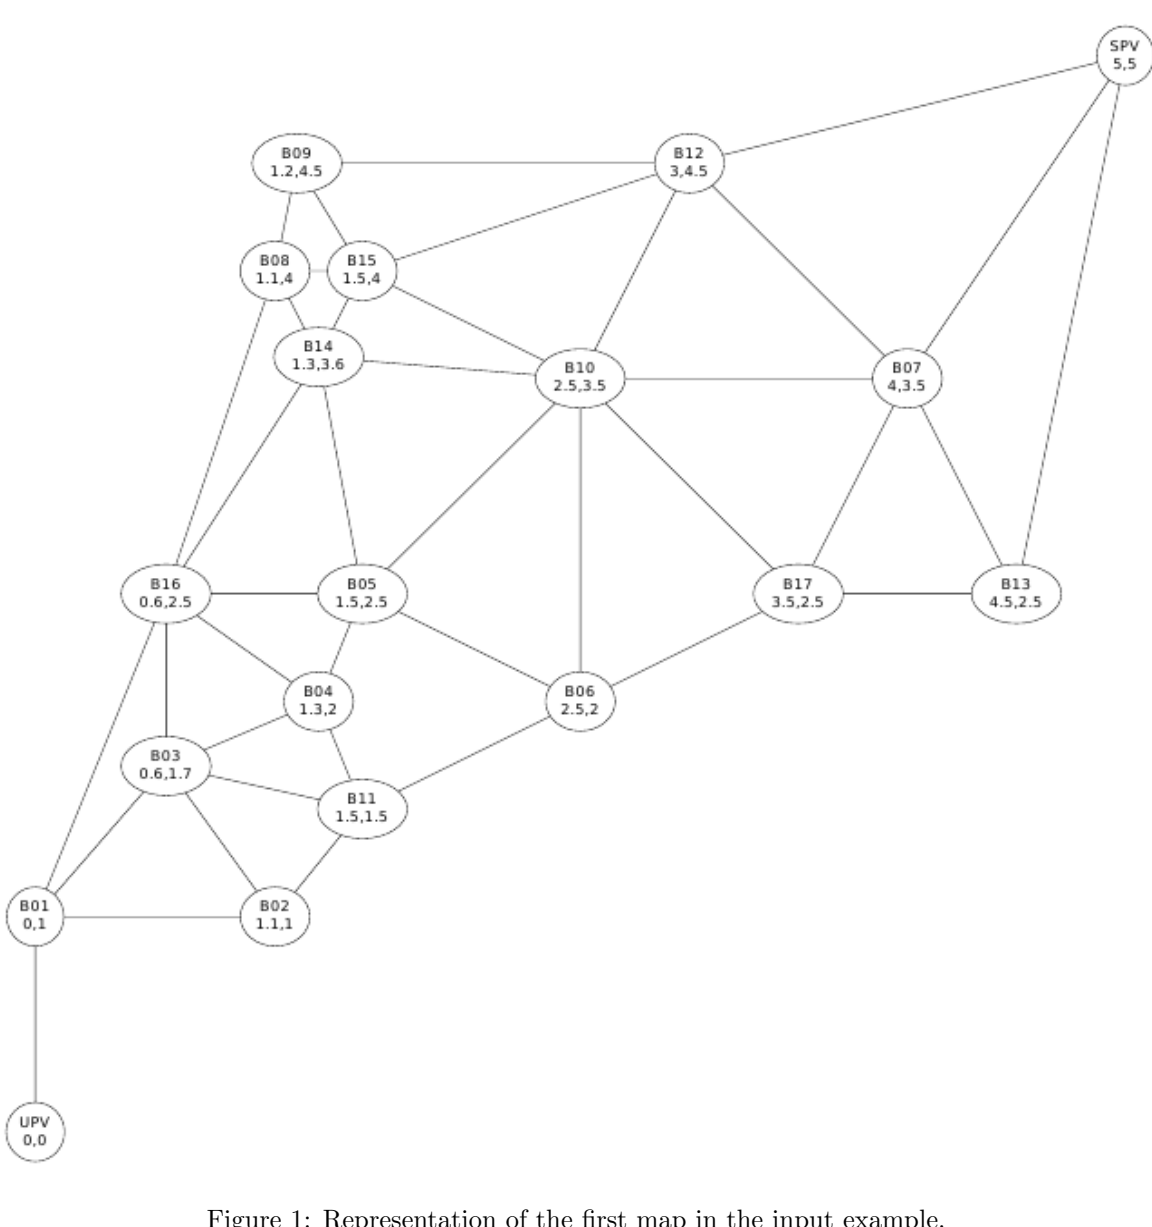 SPV
5,5
B09
1.2,4.5
B12
3,4.5
B08
1.1,4
B15
1.5,4
B14
1.3,3.6
B10
2.5,3.5
B07
4,3.5
B16
0.6,2.5
B05
1.5,2.5
B17
3.5,2.5
B13
4.5,2.5
B04
1.3,2
B06
2.5,2
B03
0.6,1.7
B11
1.5,1.5
B01
0,1
B02
1.1,1
UPV
0,0
Figure 1: Representation of the first map in the input example.